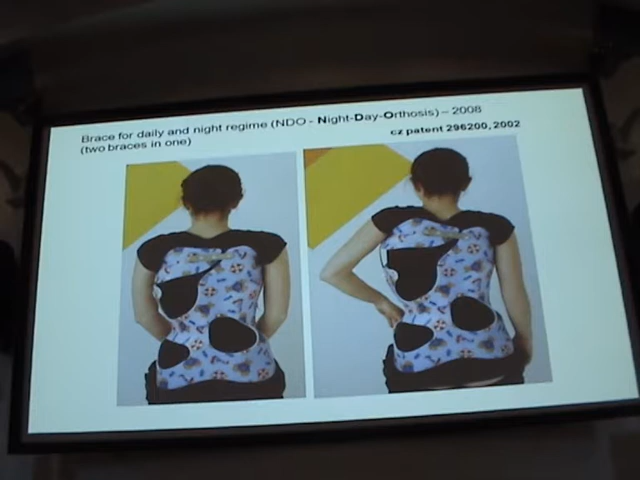 Brace for daily and night regime (NDO - Night-Day-Orthosis) – 2008
(two braces in one)
cz patent 296200, 2002